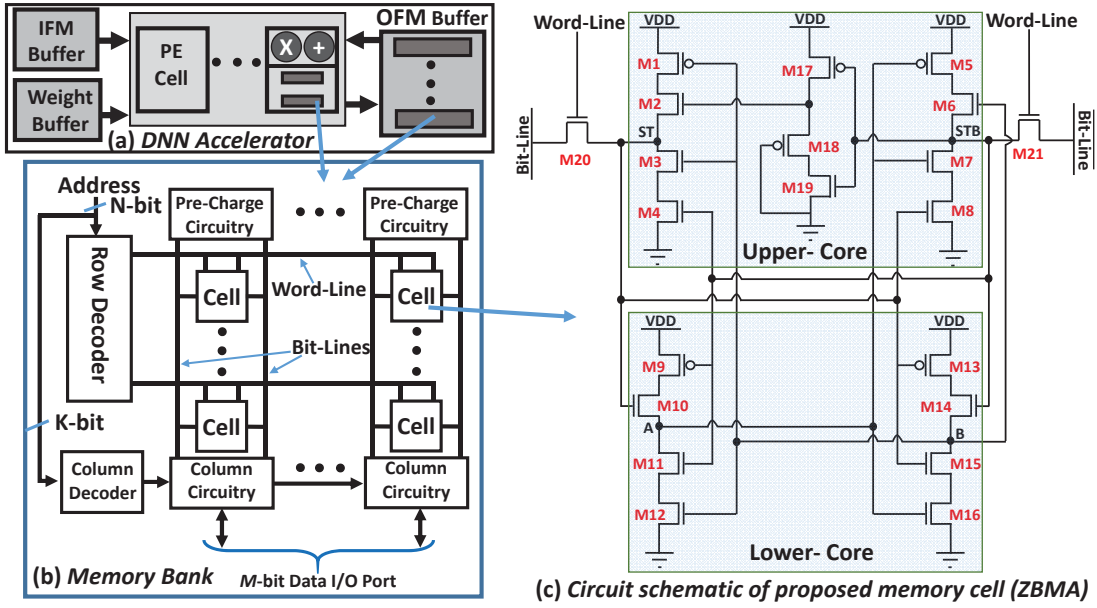 IFM
Buffer
Weight
Buffer
PE
Cell
X +
OFM Buffer
(a) DNN Accelerator
Address
N-bit
K-bit
Row Decoder
Pre-Charge
Circuitry
Pre-Charge
Circuitry
Cell
Cell
Word-Line
Bit-Lines
Cell
Cell
Column
Decoder
Column
Circuitry
Column
Circuitry
M-bit Data I/O Port
(b) Memory Bank
Word-Line
Word-Line
Bit-Line
Bit-Line
VDD
VDD
VDD
M1
M17
M5
M2
M6
ST
STB
M20
M21
M3
M18
M7
M19
M4
M8
Upper- Core
VDD
VDD
M9
M13
M10
M14
A
B
M11
M15
M12
M16
Lower- Core
(c) Circuit schematic of proposed memory cell (ZBMA)